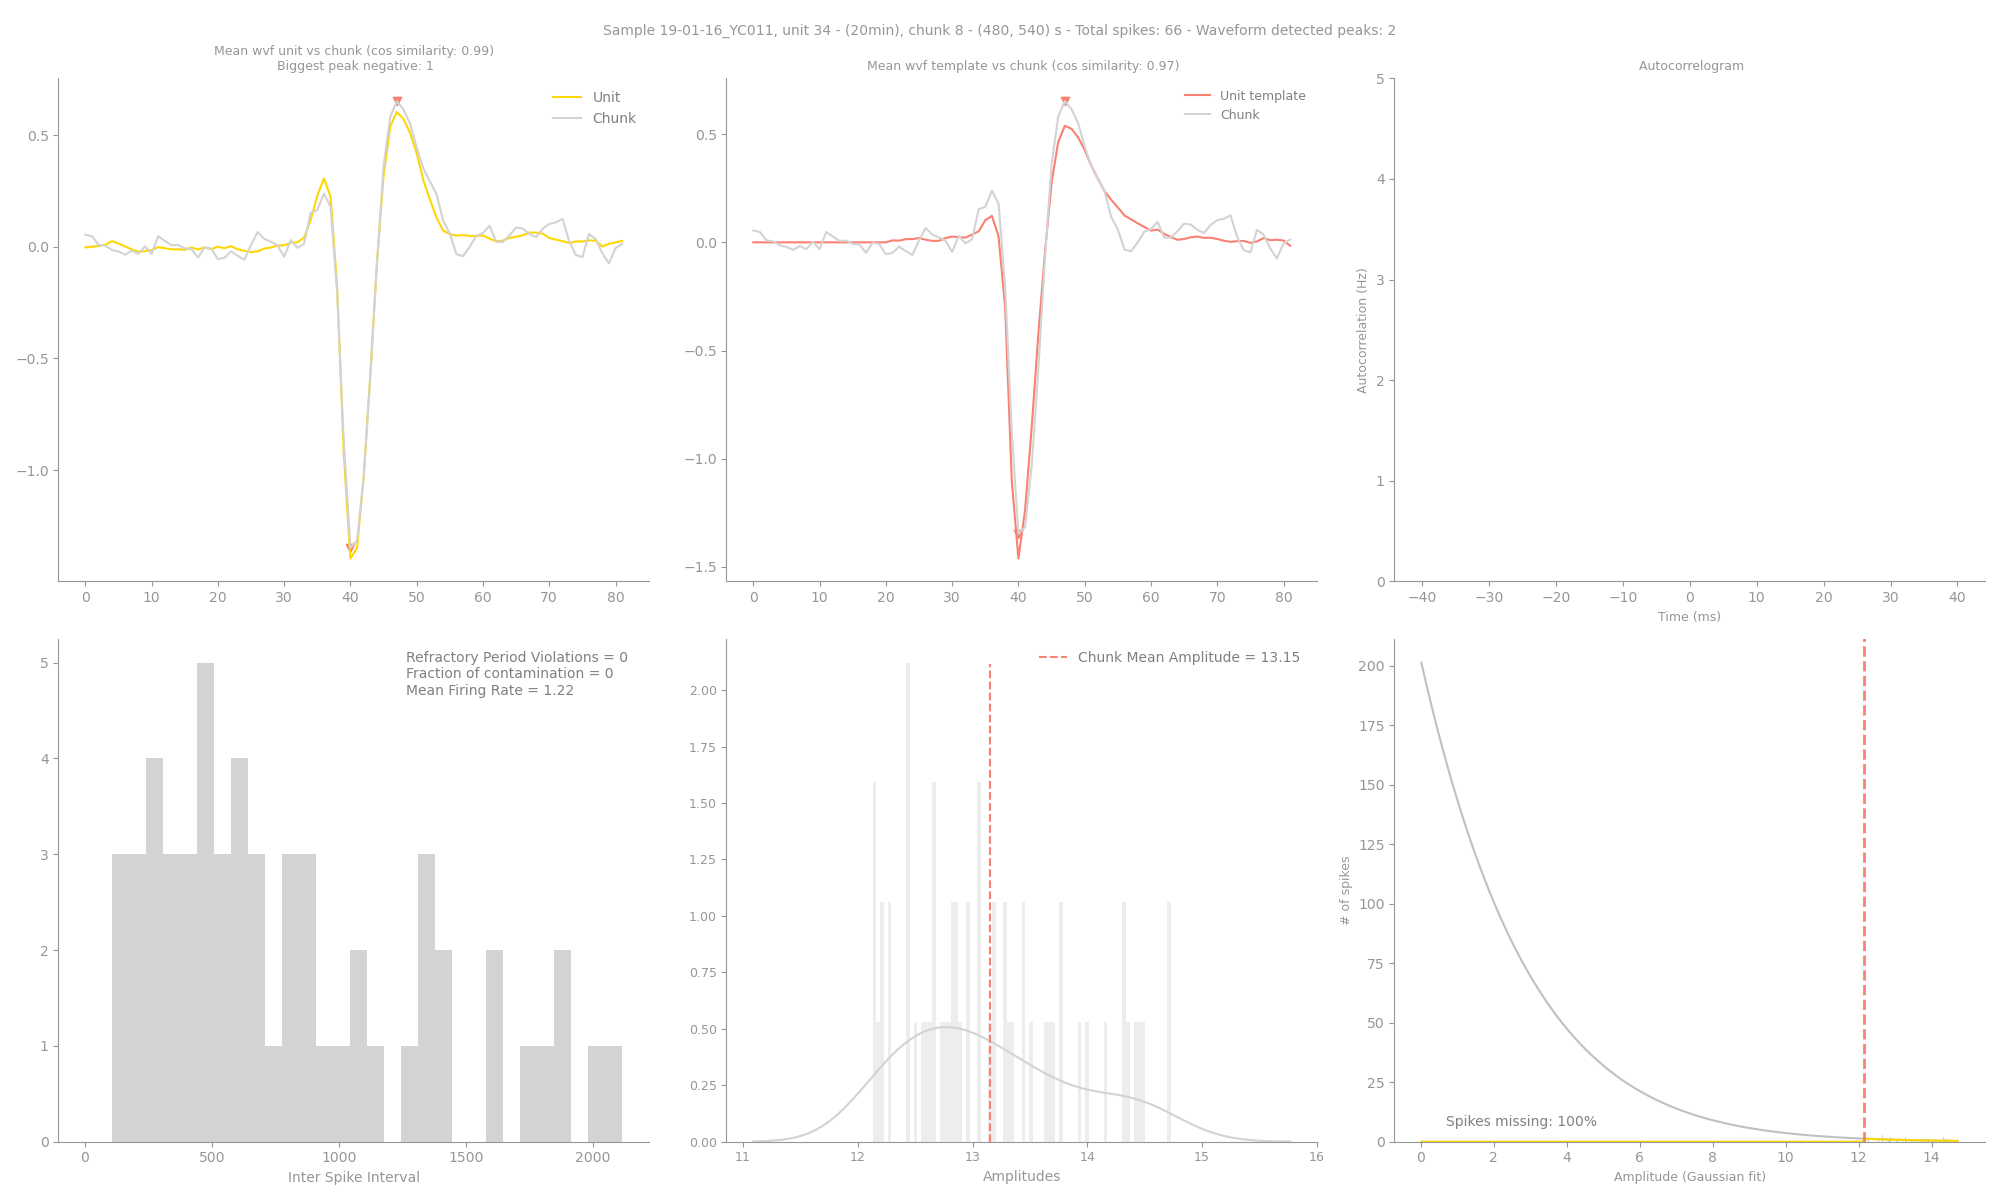 Sample 19-01-16_YC011, unit 34 - (20min), chunk 8 - (480, 540) s - Total spikes: 66 - Waveform detected peaks: 2
Mean wvf unit vs chunk (cos similarity: 0.99)
Biggest peak negative: 1
Unit
Chunk
0.5
0.0
−0.5
−1.0
0 10 20 30 40 50 60 70 80
Mean wvf template vs chunk (cos similarity: 0.97)
Unit template
Chunk
0.5
0.0
−0.5
−1.0
−1.5
0 10 20 30 40 50 60 70 80
Autocorrelogram
Autocorrelation (Hz)
5
4
3
2
1
0
−40 −30 −20 −10 0 10 20 30 40
Time (ms)
Refractory Period Violations = 0
Fraction of contamination = 0
Mean Firing Rate = 1.22
5
4
3
2
1
0
0 500 1000 1500 2000
Inter Spike Interval
Chunk Mean Amplitude = 13.15
2.00
1.75
1.50
1.25
1.00
0.75
0.50
0.25
0.00
11 12 13 14 15 16
Amplitudes
# of spikes
200
175
150
125
100
75
50
25
0
Spikes missing: 100%
0 2 4 6 8 10 12 14
Amplitude (Gaussian fit)